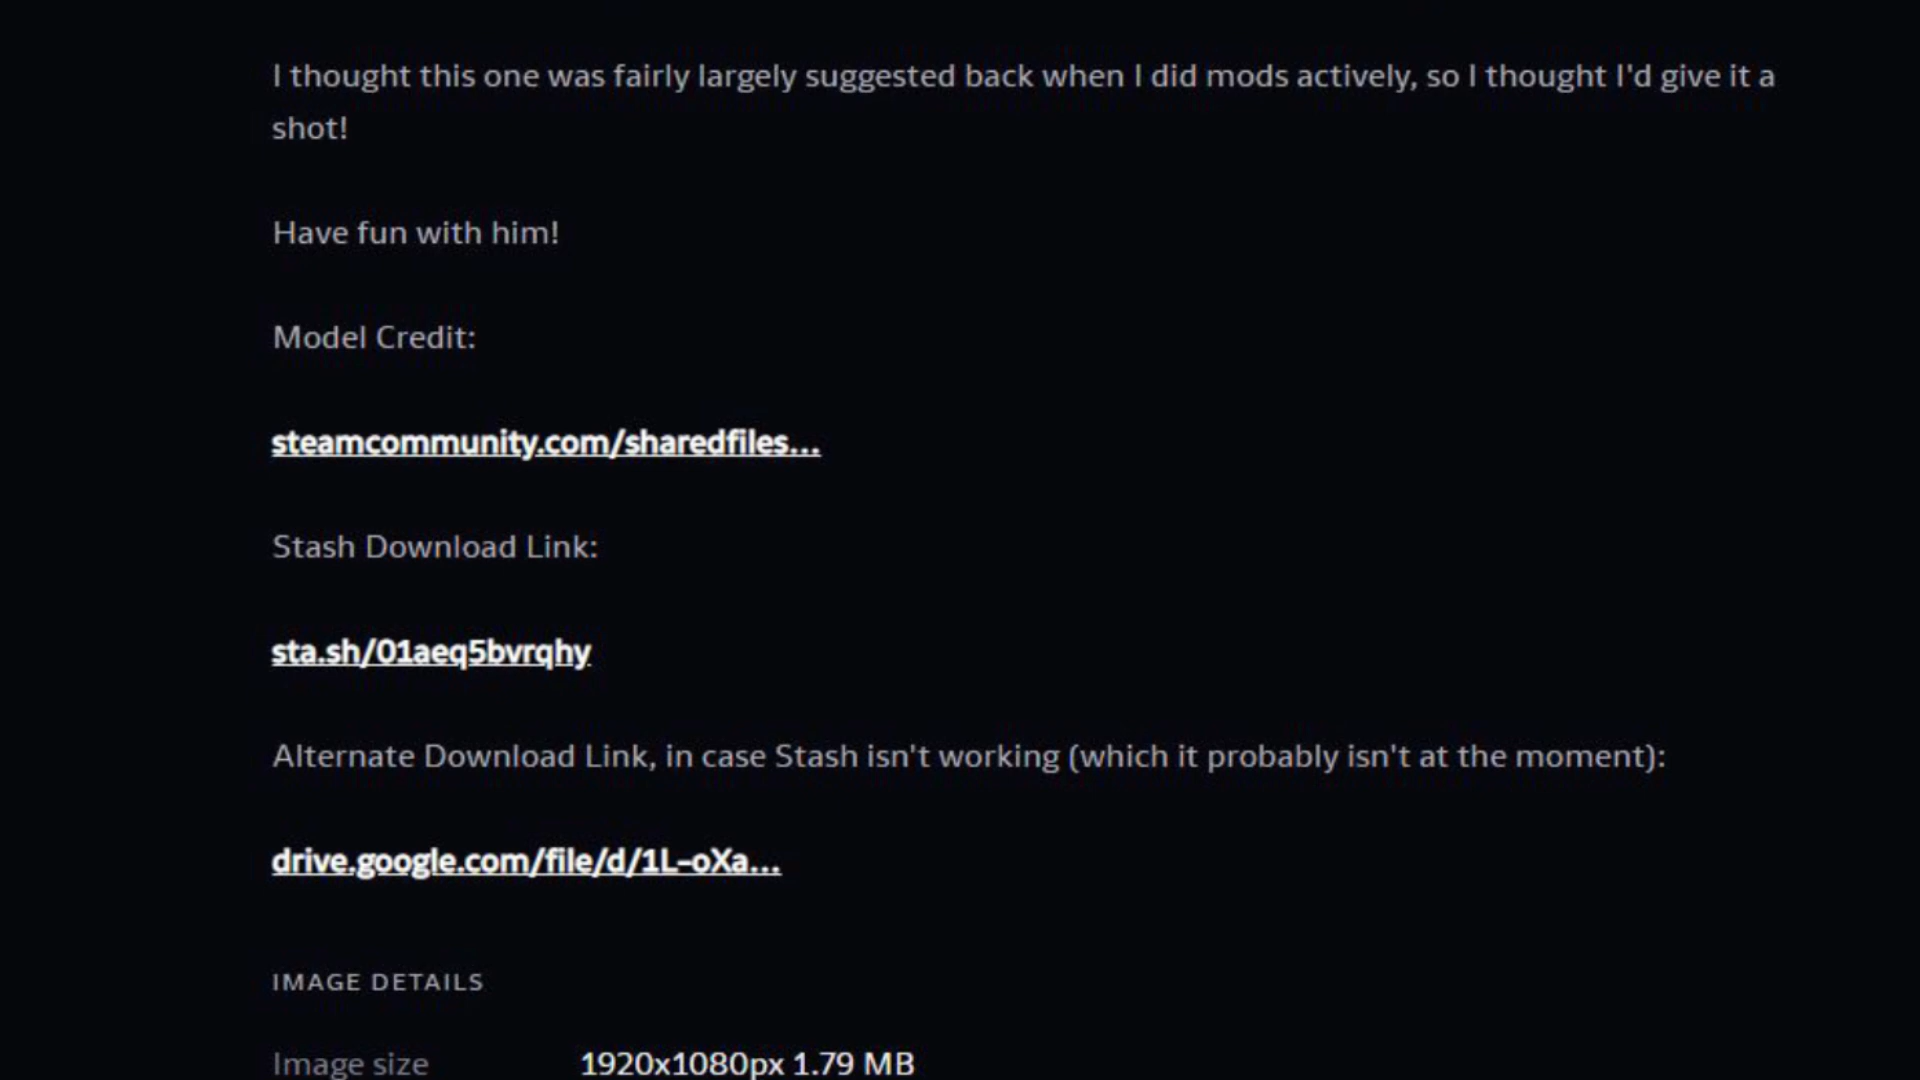 I thought this one was fairly largely suggested back when I did mods actively, so I thought I'd give it a
shot!
Have fun with him!
Model Credit:
steamcommunity.com/sharedfiles...
Stash Download Link:
sta.sh/01aeq5bvrqhy
Alternate Download Link, in case Stash isn't working (which it probably isn't at the moment):
drive.google.com/file/d/1L-oXa...
IMAGE DETAILS
Image size 1920x1080px 1.79 MB